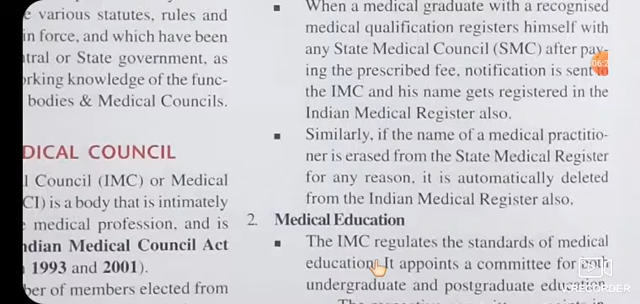 e various statutes, rules and
in force, and which have been
ntral or State government, as
orking knowledge of the func-
bodies & Medical Councils.
DICAL COUNCIL
l Council (IMC) or Medical
CI) is a body that is intimately
e medical profession, and is
ndian Medical Council Act
1993 and 2001).
ber of members elected from
When a medical graduate with a recognised
medical qualification registers himself with
any State Medical Council (SMC) after pay-
ing the prescribed fee, notification is sent to
the IMC and his name gets registered in the
Indian Medical Register also.
Similarly, if the name of a medical practitio-
ner is erased from the State Medical Register
for any reason, it is automatically deleted
from the Indian Medical Register also.
2. Medical Education
The IMC regulates the standards of medical
education. It appoints a committee for both
undergraduate and postgraduate education